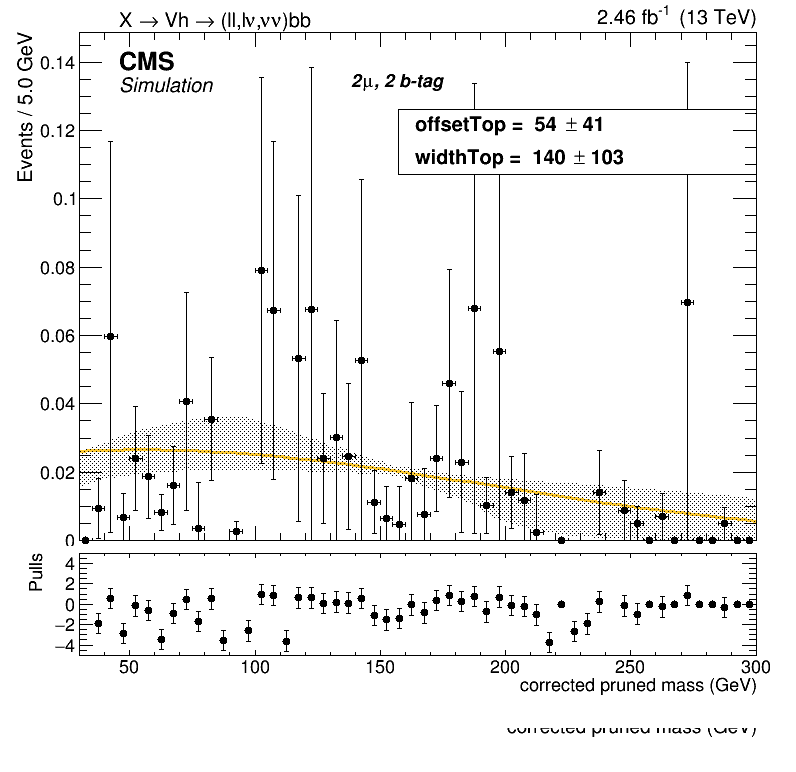 X → Vh → (ll,lν,νν)bb
2.46 fb-1 (13 TeV)
CMS
Simulation
2μ, 2 b-tag
offsetTop = 54 ± 41
widthTop = 140 ± 103
Events / 5.0 GeV
0.14
0.12
0.1
0.08
0.06
0.04
0.02
0
Pulls
4
2
0
−2
−4
50 100 150 200 250 300
corrected pruned mass (GeV)
corrected pruned mass (GeV)